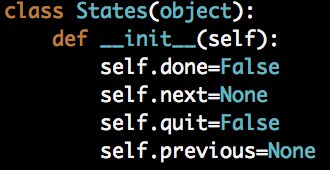 class States(object):
    def __init__(self):
        self.done=False
        self.next=None
        self.quit=False
        self.previous=None